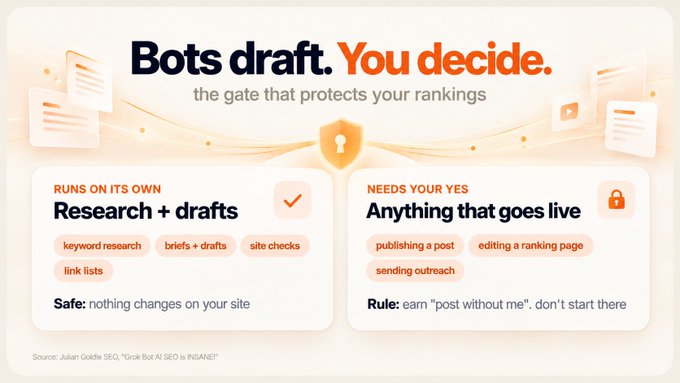 Bots draft. You decide.
the gate that protects your rankings
RUNS ON ITS OWN
Research + drafts
keyword research
briefs + drafts
site checks
link lists
Safe: nothing changes on your site
NEEDS YOUR YES
Anything that goes live
publishing a post
editing a ranking page
sending outreach
Rule: earn "post without me". don't start there
Source: Julian Goldie SEO, "Grok Bot AI SEO is INSANE!"